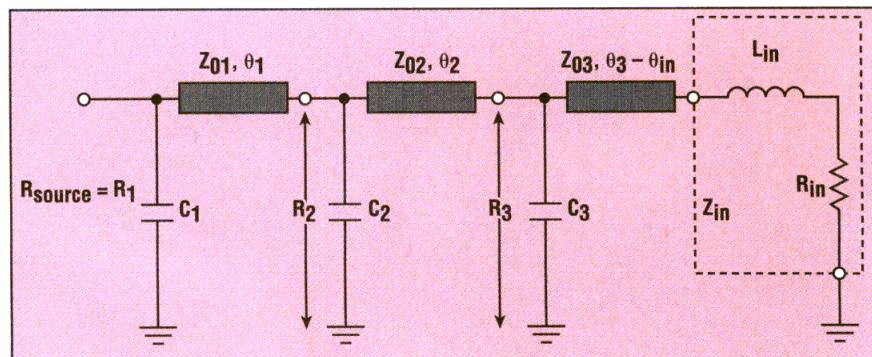 Z01, θ1
Z02, θ2
Z03, θ3 – θin
Lin
Rsource = R1
C1
R2
C2
R3
C3
Zin
Rin